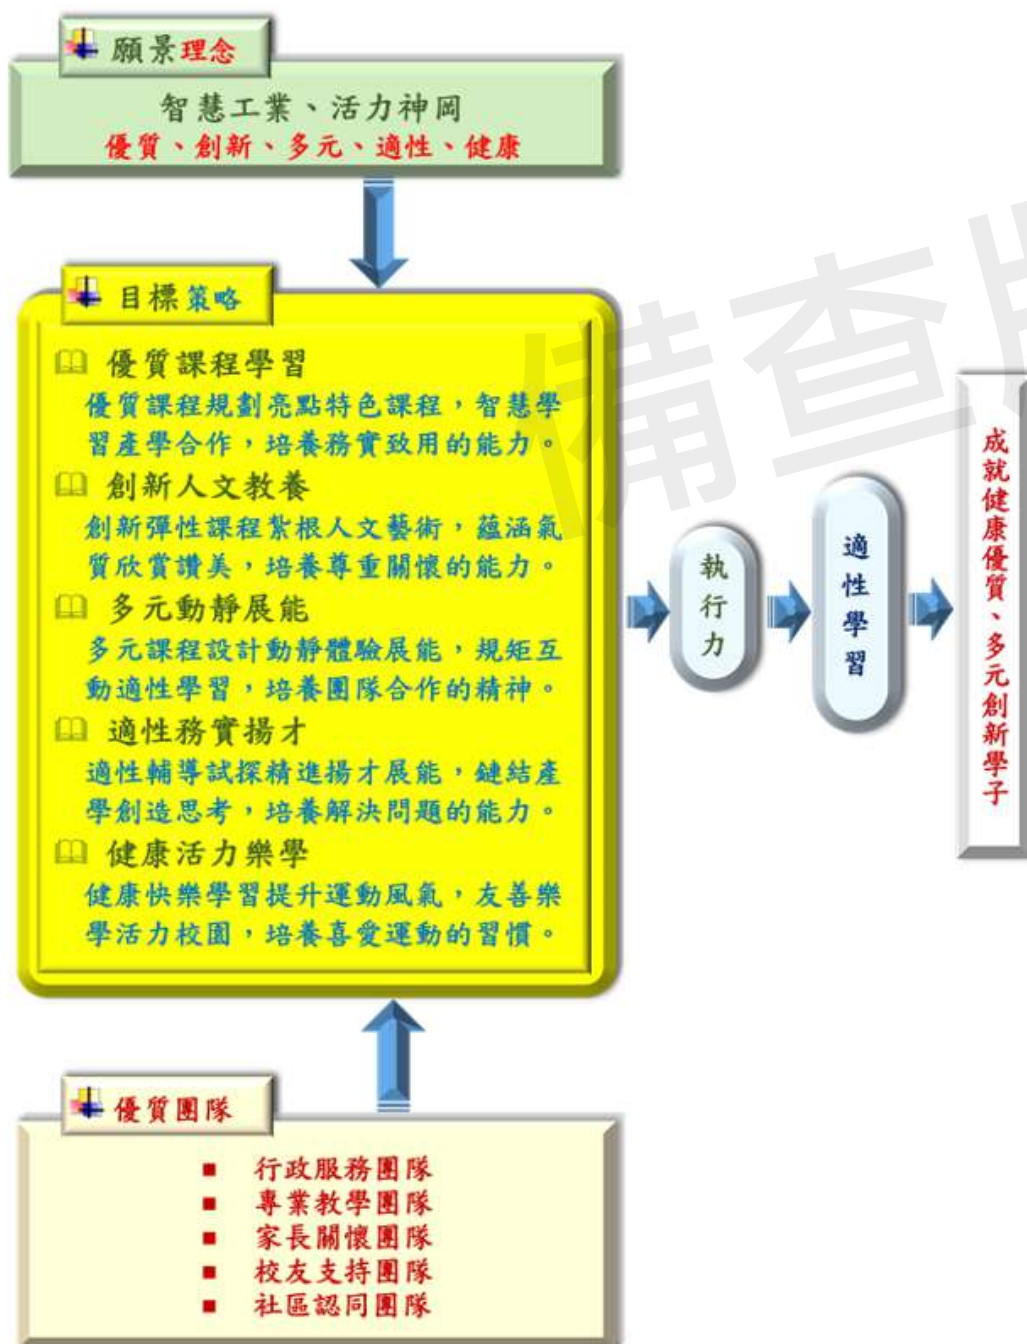 願景理念
智慧工業、活力神岡
優質、創新、多元、適性、健康
目標策略
優質課程學習
優質課程規劃亮點特色課程，智慧學
習產學合作，培養務實致用的能力。
創新人文教養
創新彈性課程紮根人文藝術，蘊涵氣
質欣賞讚美，培養尊重關懷的能力。
多元動靜展能
多元課程設計動靜體驗展能，規矩互
動適性學習，培養團隊合作的精神。
適性務實揚才
適性輔導試探精進揚才展能，鏈結產
學創造思考，培養解決問題的能力。
健康活力樂學
健康快樂學習提升運動風氣，友善樂
學活力校園，培養喜愛運動的習慣。
執行力
適性學習
成就健康優質、多元創新學子
優質團隊
行政服務團隊
專業教學團隊
家長關懷團隊
校友支持團隊
社區認同團隊
備查版